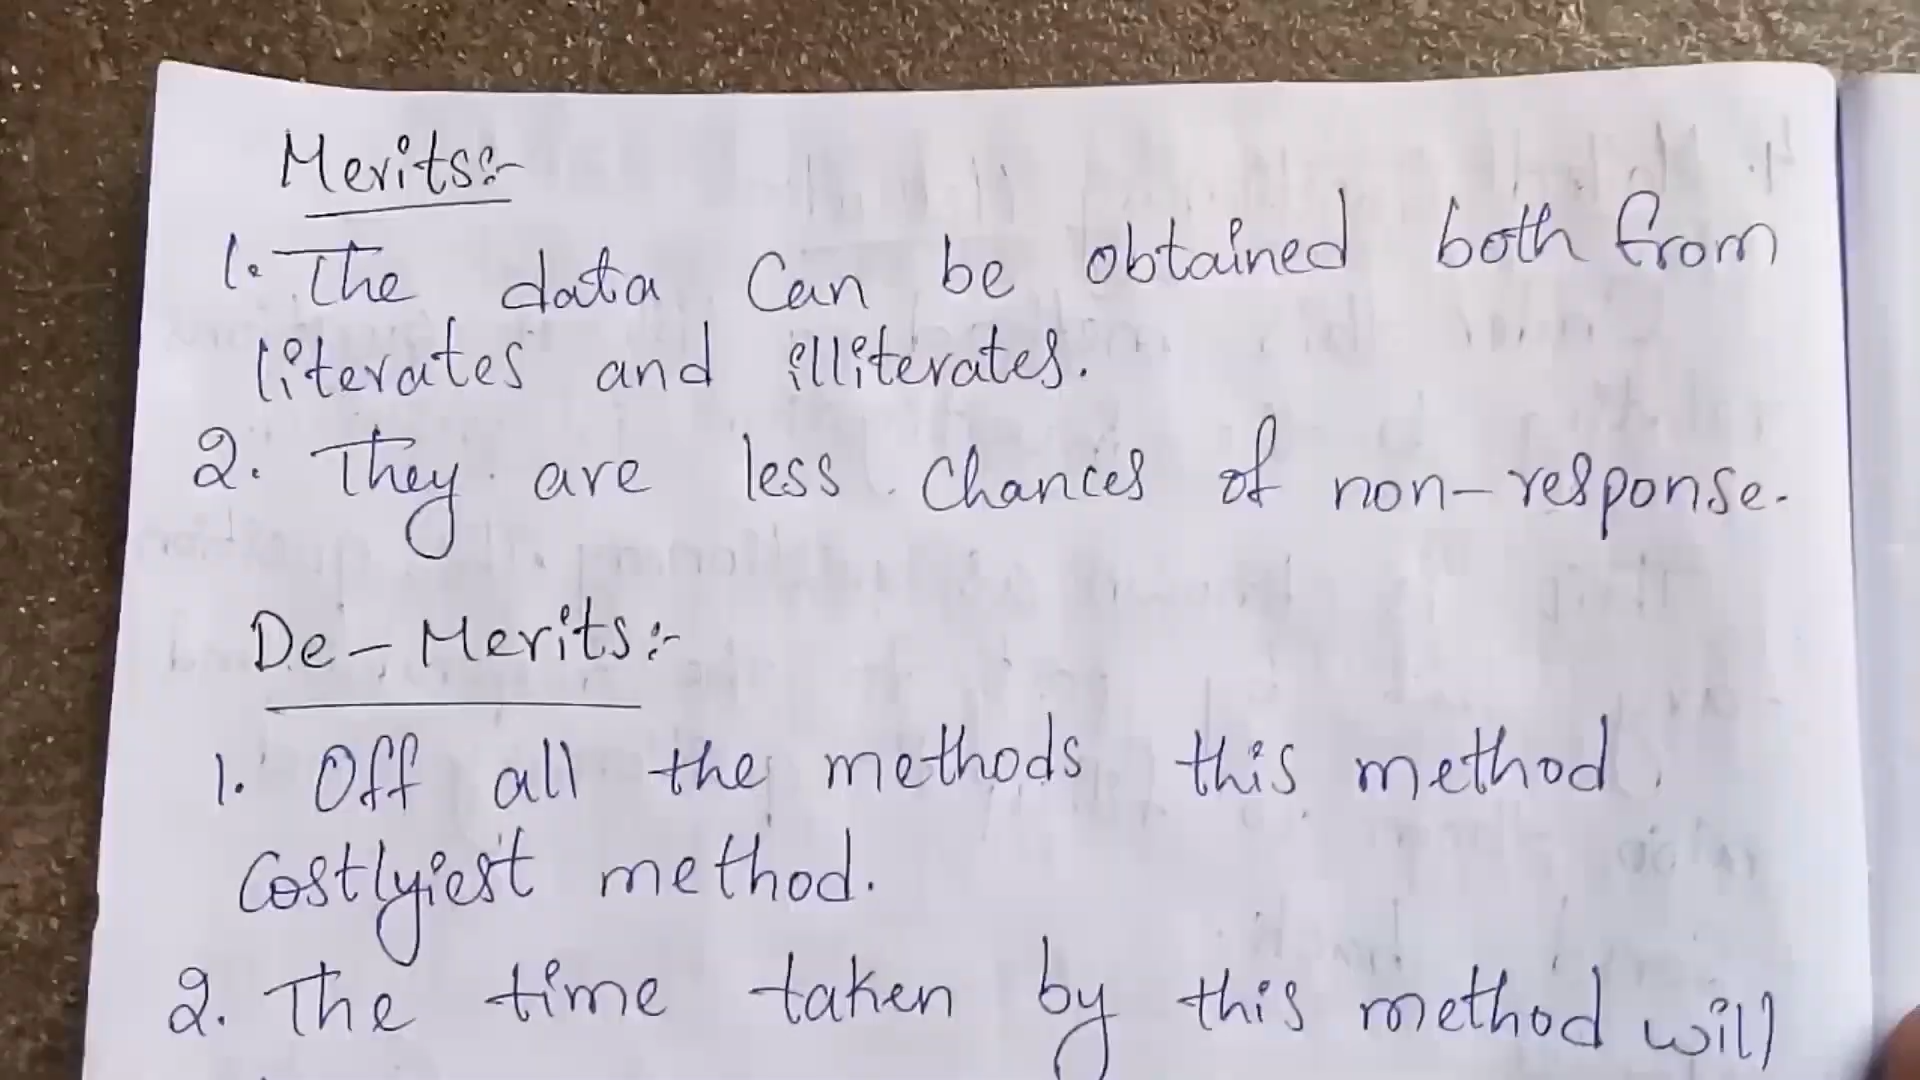 Merits:-
1. The data Can be obtained both from
literates and illiterates.
2. They are less chances of non-response.
De-Merits:-
1. Off all the methods this method
Costlyiest method.
2. The time taken by this method will